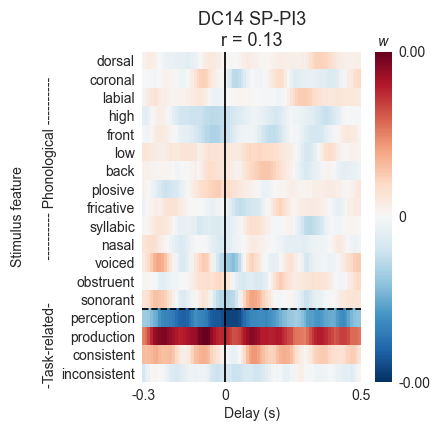 DC14 SP-PI3
r = 0.13
w
dorsal
coronal
labial
high
front
low
back
plosive
fricative
syllabic
nasal
voiced
obstruent
sonorant
perception
production
consistent
inconsistent
Stimulus feature
-Task-related- ----------- Phonological -----------
0.00
0
-0.00
-0.3 0 0.5
Delay (s)